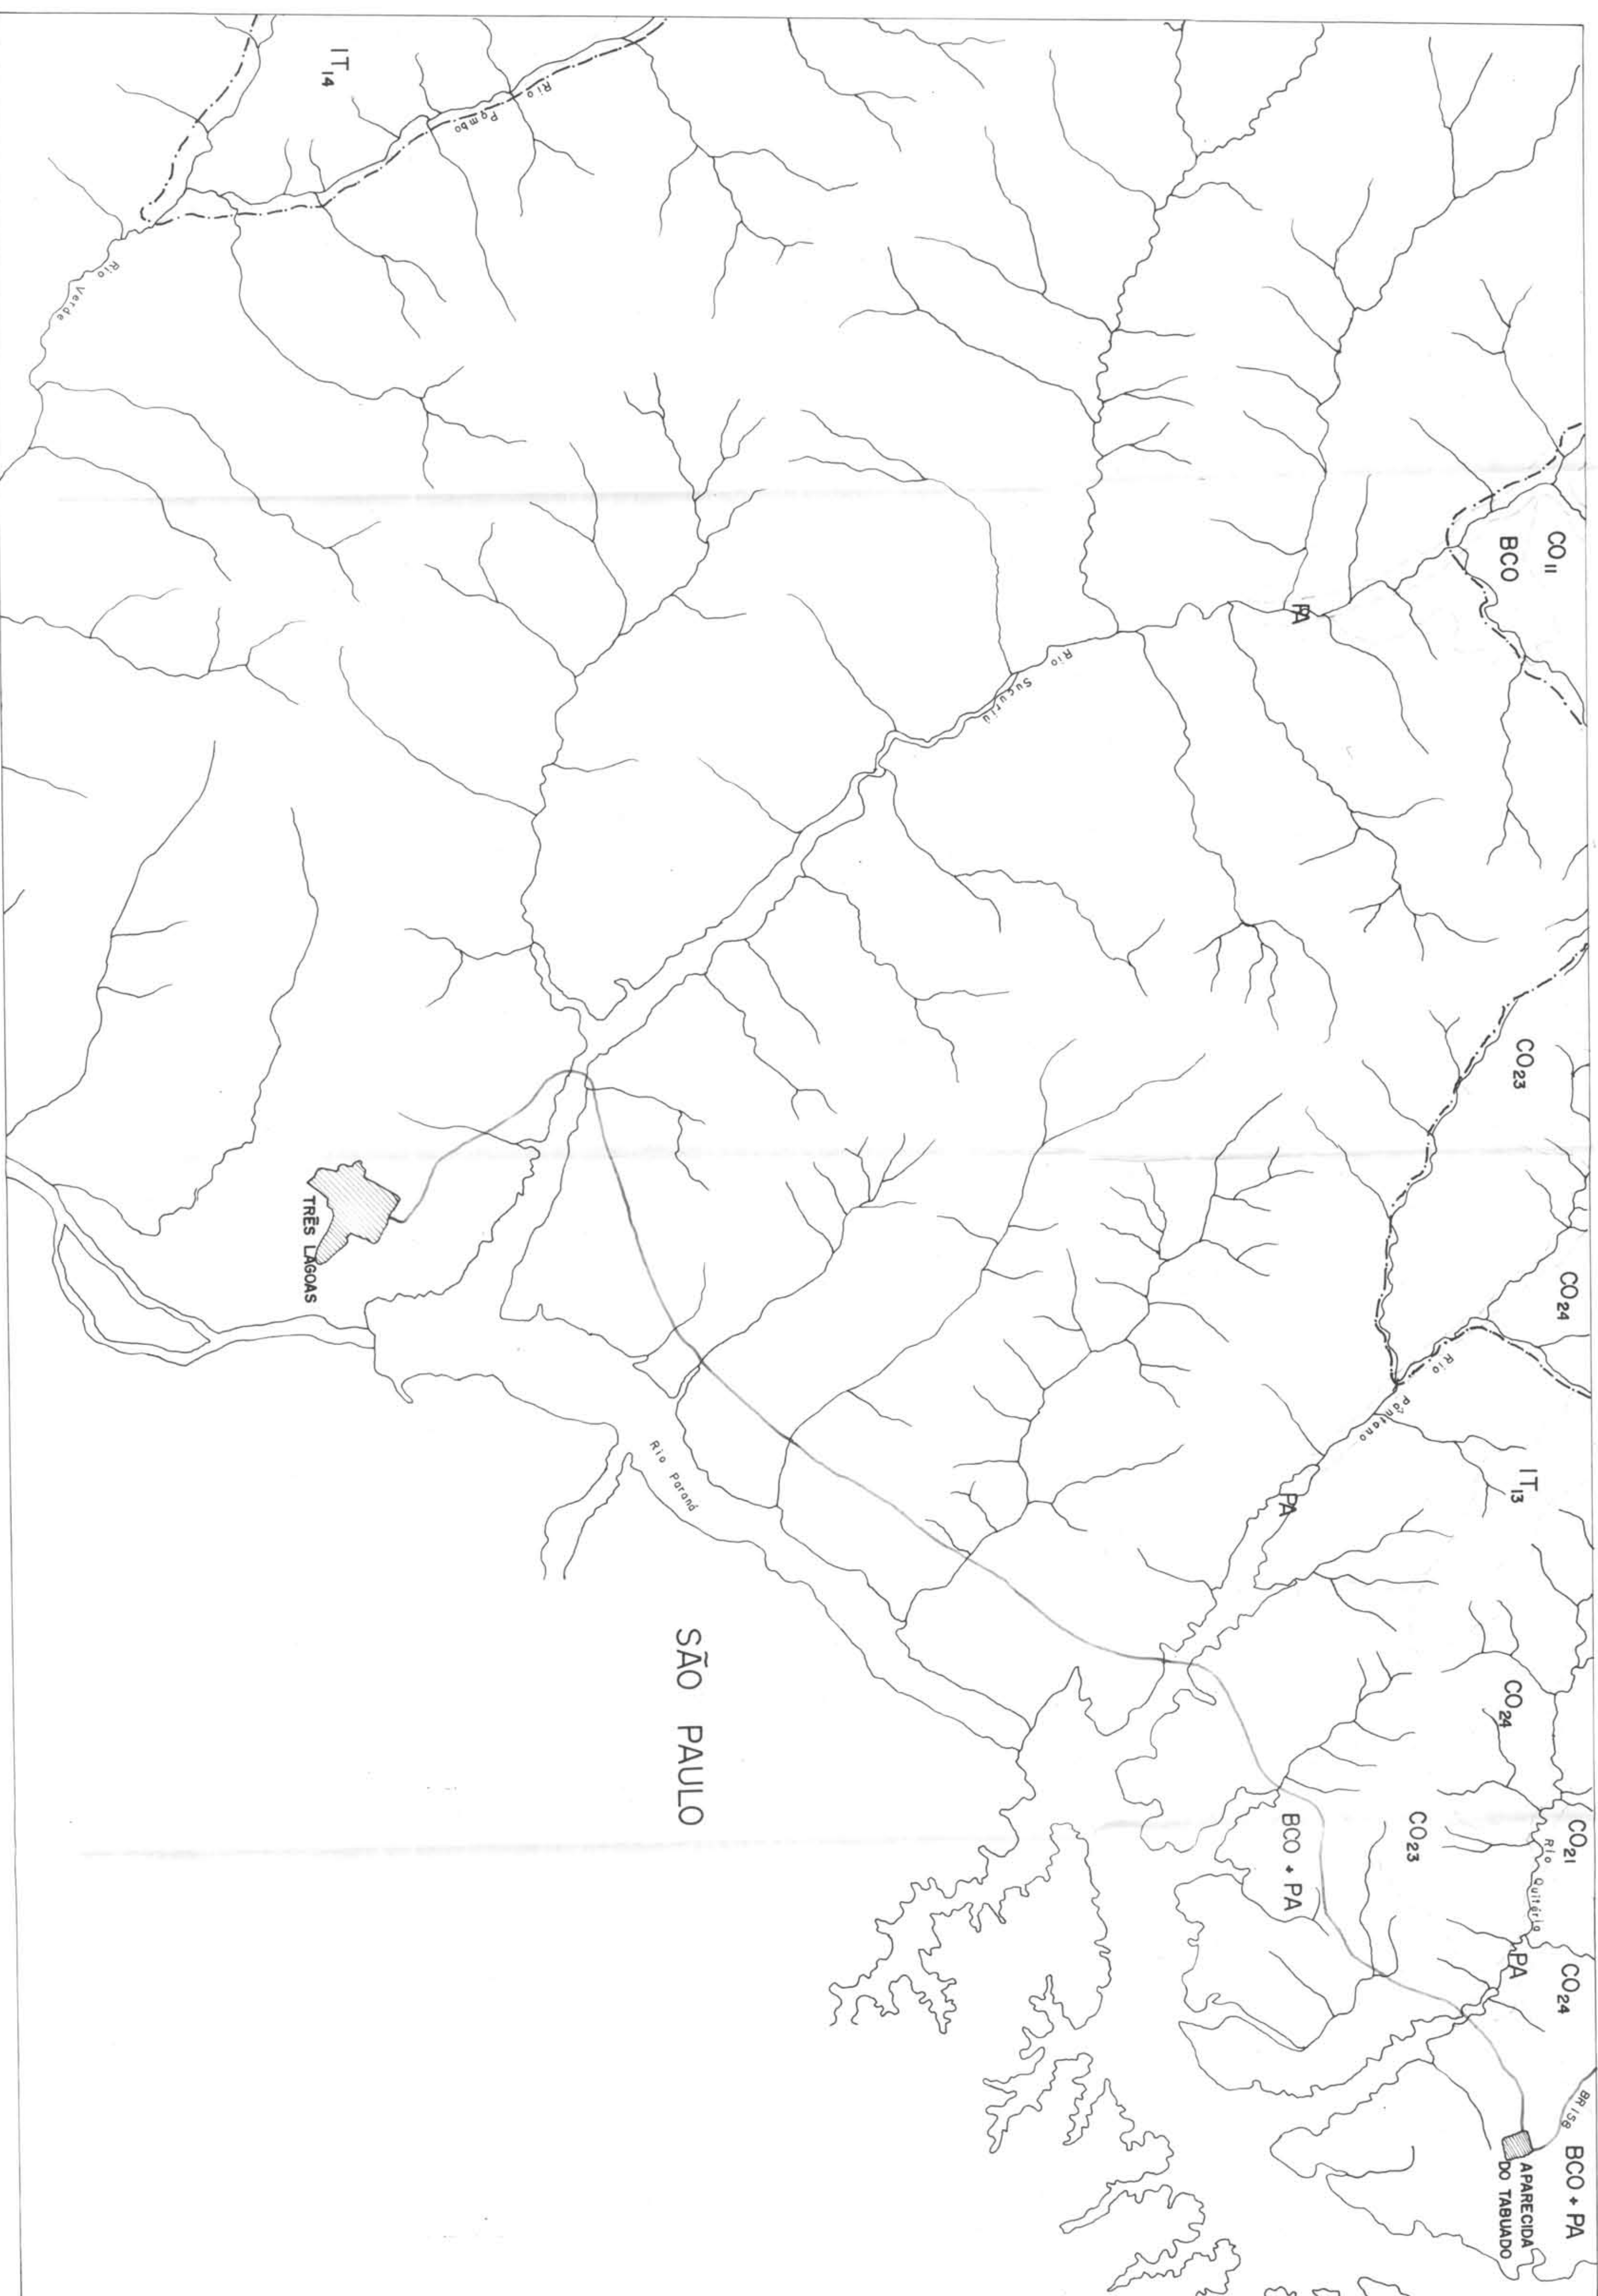 IT14
Rio Pombo
Rio Verde
CO11
BCO
PA
Rio Sucuriú
CO23
CO24
Rio Pântano
IT13
PA
TRÊS LAGOAS
Rio Paraná
SÃO PAULO
CO24
CO21
Rio Quitéria
CO23
BCO + PA
PA
CO24
BR 158
BCO + PA
APARECIDA
DO TABUADO